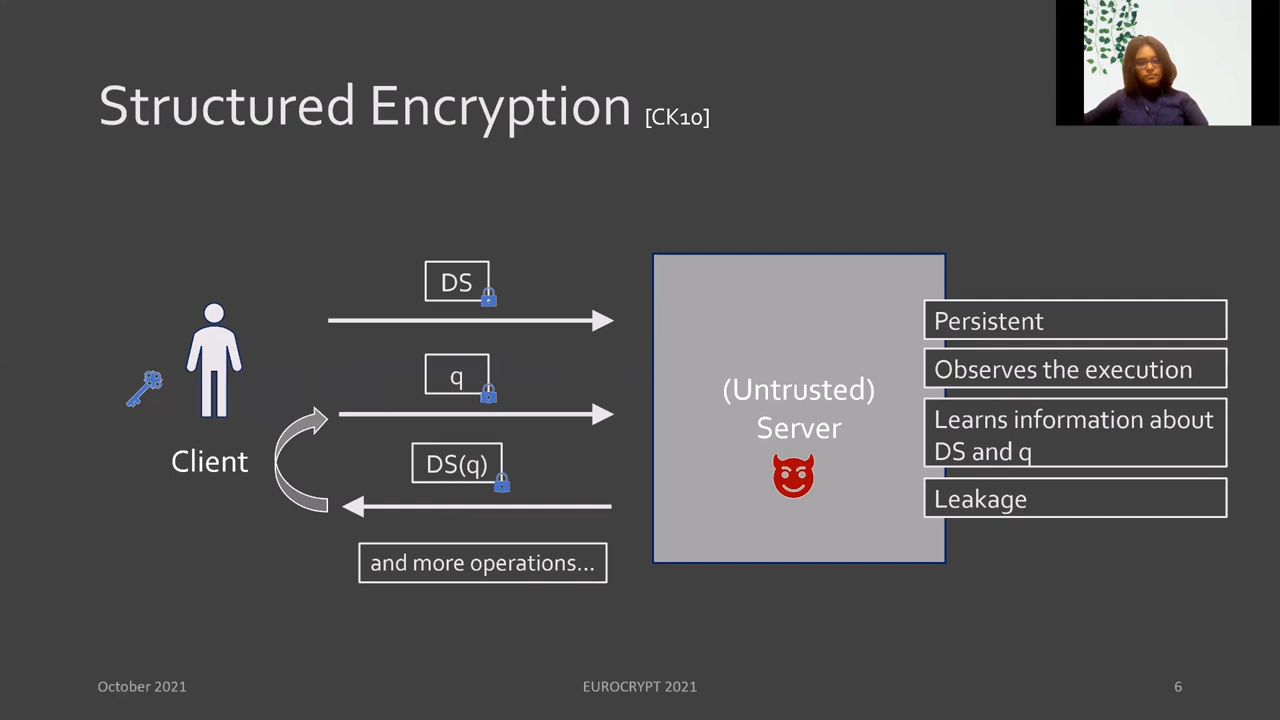 Structured Encryption [CK10]
DS
q
DS(q)
and more operations...
Client
(Untrusted)
Server
Persistent
Observes the execution
Learns information about
DS and q
Leakage
October 2021
EUROCRYPT 2021
6